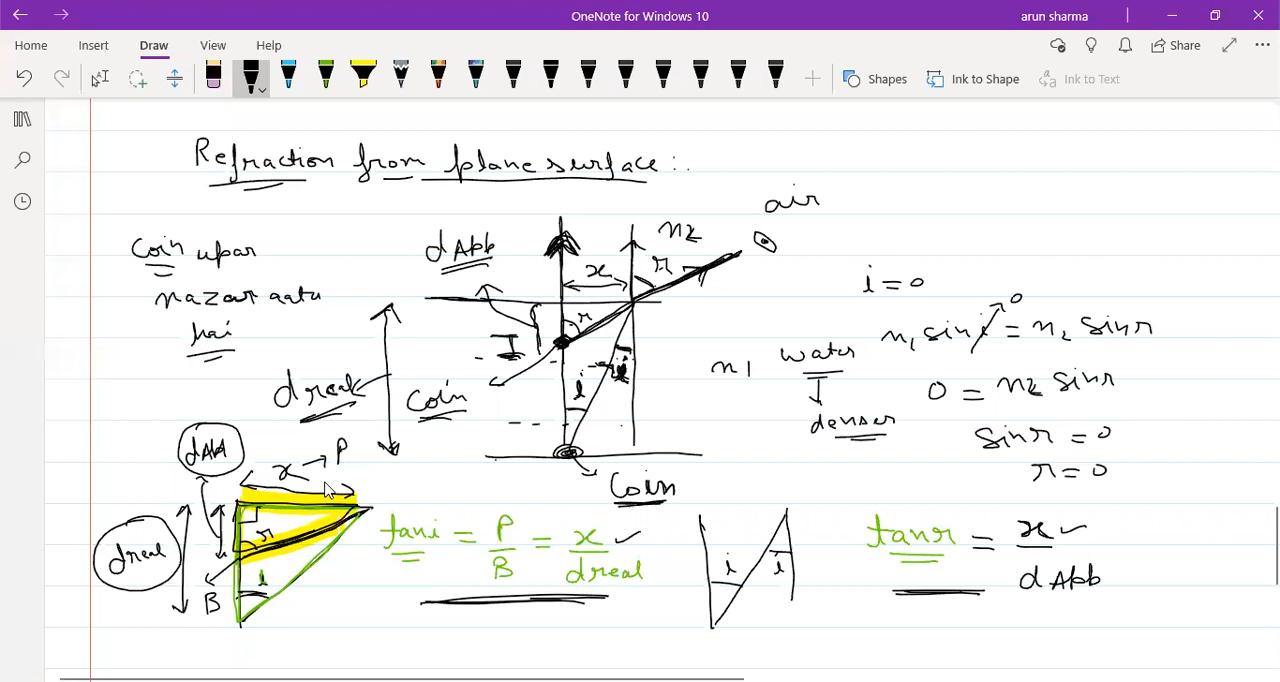 OneNote for Windows 10
arun sharma
Home Insert Draw View Help
Share
Shapes Ink to Shape Ink to Text
Refraction from plane surface :.
air
n2
coin upar
nazar aata
hai
d App
x
r
r
I
d real
coin
i
i
n1 water
denser
Coin
i = 0
n1 sin i = n2 sin r
0
0 = n2 sin r
sin r = 0
r = 0
d App
x → P
d real
r
i
B
tan i = P/B = x/d real ✓
i i
tan r = x/d App ✓